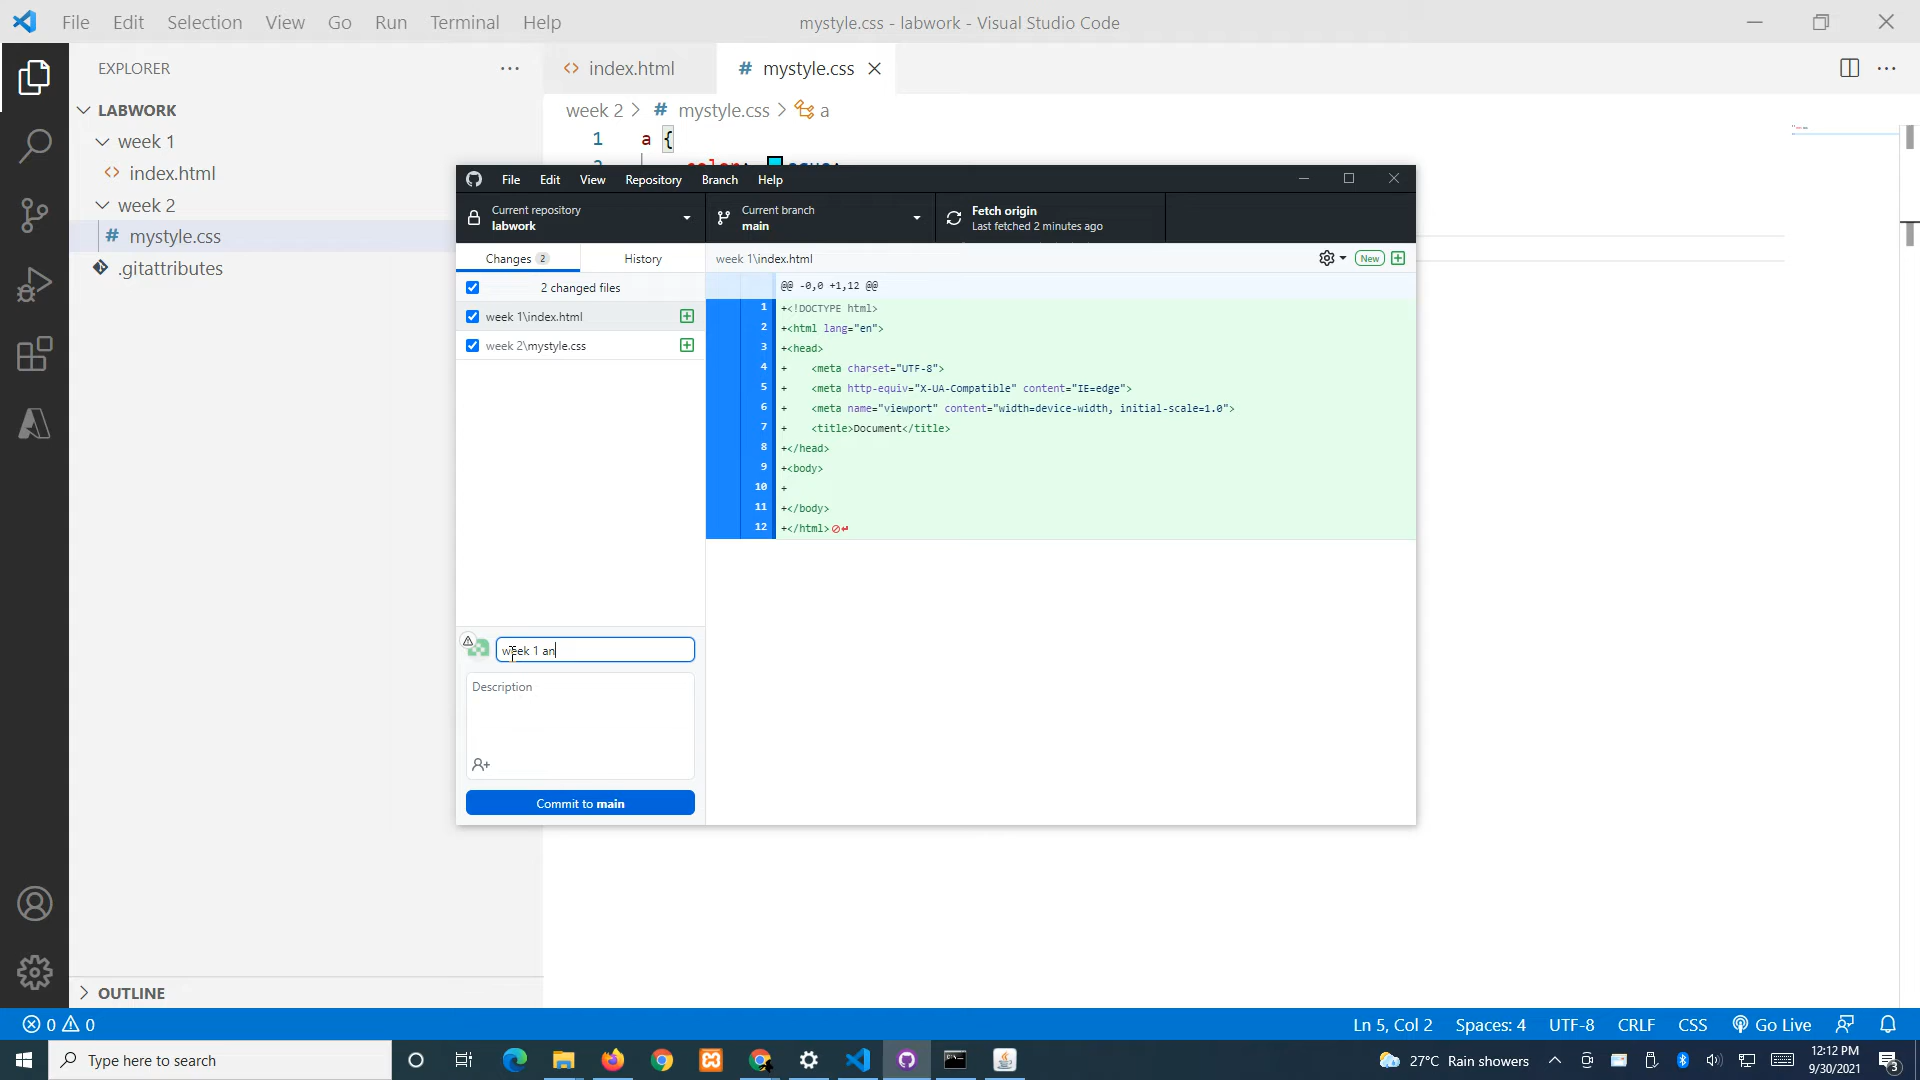 File Edit Selection View Go Run Terminal Help
mystyle.css - labwork - Visual Studio Code
EXPLORER
LABWORK
week 1
index.html
week 2
mystyle.css
.gitattributes
OUTLINE
index.html
mystyle.css
week 2 > mystyle.css > a
1 a {
File Edit View Repository Branch Help
Current repository
labwork
Current branch
main
Fetch origin
Last fetched 2 minutes ago
Changes 2
History
week 1\index.html
New
2 changed files
week 1\index.html
week 2\mystyle.css
@@ -0,0 +1,12 @@
1 +<!DOCTYPE html>
2 +<html lang="en">
3 +<head>
4 + <meta charset="UTF-8">
5 + <meta http-equiv="X-UA-Compatible" content="IE=edge">
6 + <meta name="viewport" content="width=device-width, initial-scale=1.0">
7 + <title>Document</title>
8 +</head>
9 +<body>
10 +
11 +</body>
12 +</html>
week 1 an
Description
Commit to main
0 0
Ln 5, Col 2
Spaces: 4
UTF-8
CRLF
CSS
Go Live
Type here to search
27°C Rain showers
12:12 PM
9/30/2021
3